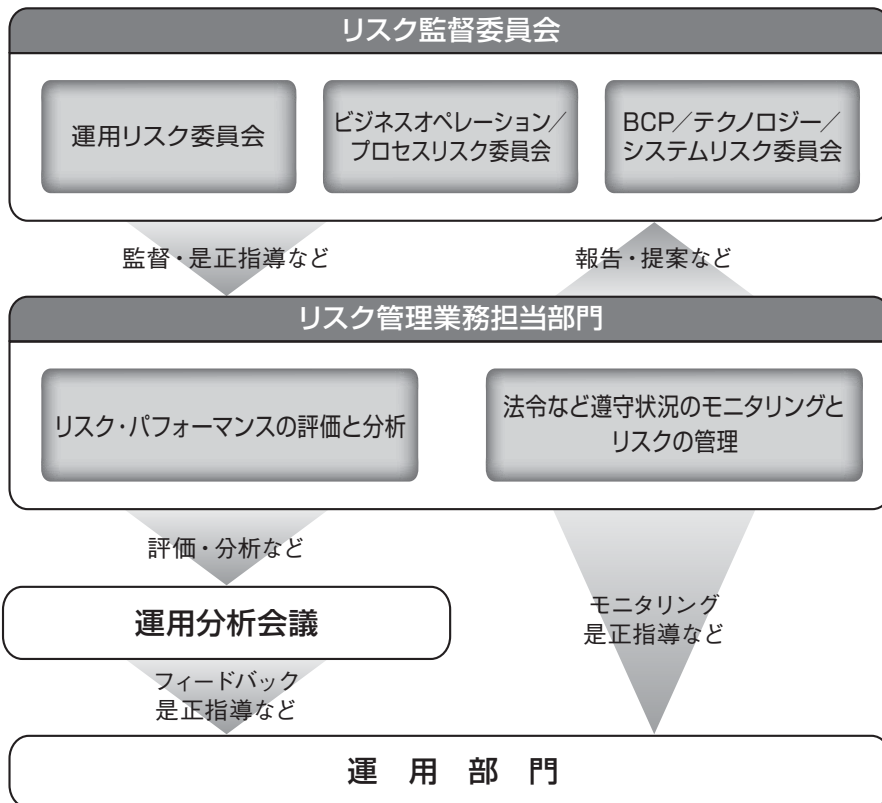 リスク監督委員会
運用リスク委員会
ビジネスオペレーション／
プロセスリスク委員会
BCP／テクノロジー／
システムリスク委員会
監督・是正指導など
報告・提案など
リスク管理業務担当部門
リスク・パフォーマンスの評価と分析
法令など遵守状況のモニタリングと
リスクの管理
評価・分析など
運用分析会議
モニタリング
是正指導など
フィードバック
是正指導など
運 用 部 門